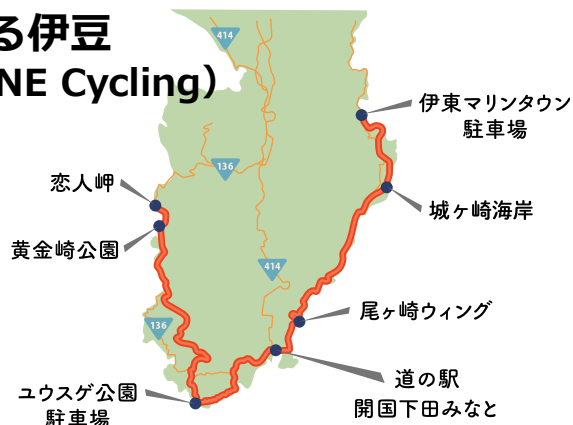 る伊豆
NE Cycling）
414
伊東マリンタウン
駐車場
136
恋人岬
城ヶ崎海岸
黄金崎公園
414
尾ヶ崎ウィング
136
道の駅
開国下田みなと
ユウスゲ公園
駐車場